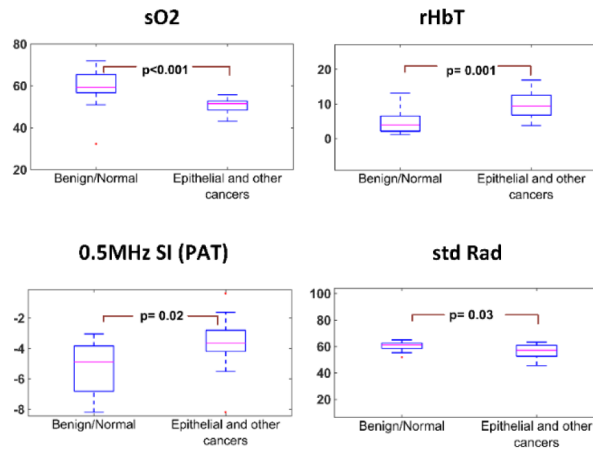 sO2
rHbT
80
60
40
20
p<0.001
Benign/Normal
Epithelial and other
cancers
20
10
0
p= 0.001
Benign/Normal
Epithelial and other
cancers
0.5MHz SI (PAT)
std Rad
-2
-4
-6
-8
p= 0.02
Benign/Normal
Epithelial and other
cancers
100
80
60
40
20
p= 0.03
Benign/Normal
Epithelial and other
cancers